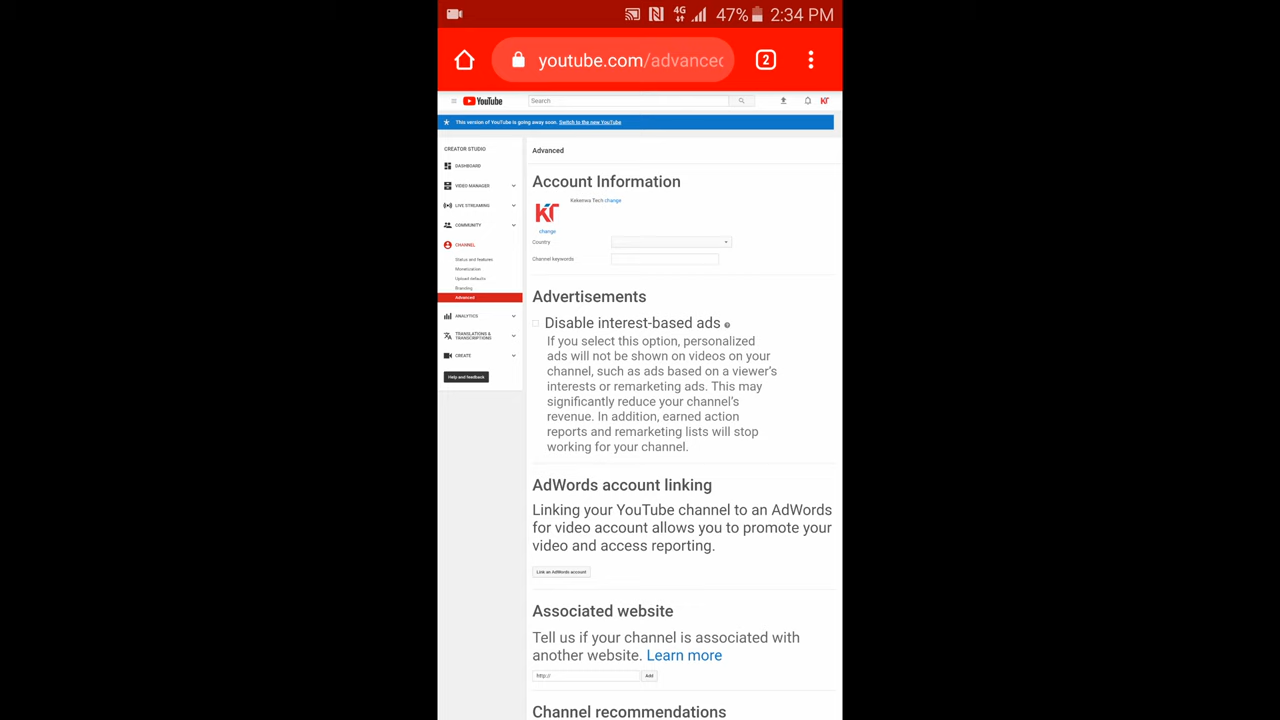 47% 2:34 PM
4G
youtube.com/advanced
2
YouTube
Search
KT
This version of YouTube is going away soon. Switch to the new YouTube
CREATOR STUDIO
DASHBOARD
VIDEO MANAGER
LIVE STREAMING
COMMUNITY
CHANNEL
Status and features
Monetization
Upload defaults
Branding
Advanced
ANALYTICS
TRANSLATIONS &
TRANSCRIPTIONS
CREATE
Help and feedback
Advanced
Account Information
KT
Kekenwa Tech change
change
Country
Channel keywords
Advertisements
Disable interest-based ads
If you select this option, personalized
ads will not be shown on videos on your
channel, such as ads based on a viewer's
interests or remarketing ads. This may
significantly reduce your channel's
revenue. In addition, earned action
reports and remarketing lists will stop
working for your channel.
AdWords account linking
Linking your YouTube channel to an AdWords
for video account allows you to promote your
video and access reporting.
Link an AdWords account
Associated website
Tell us if your channel is associated with
another website. Learn more
http://
Add
Channel recommendations